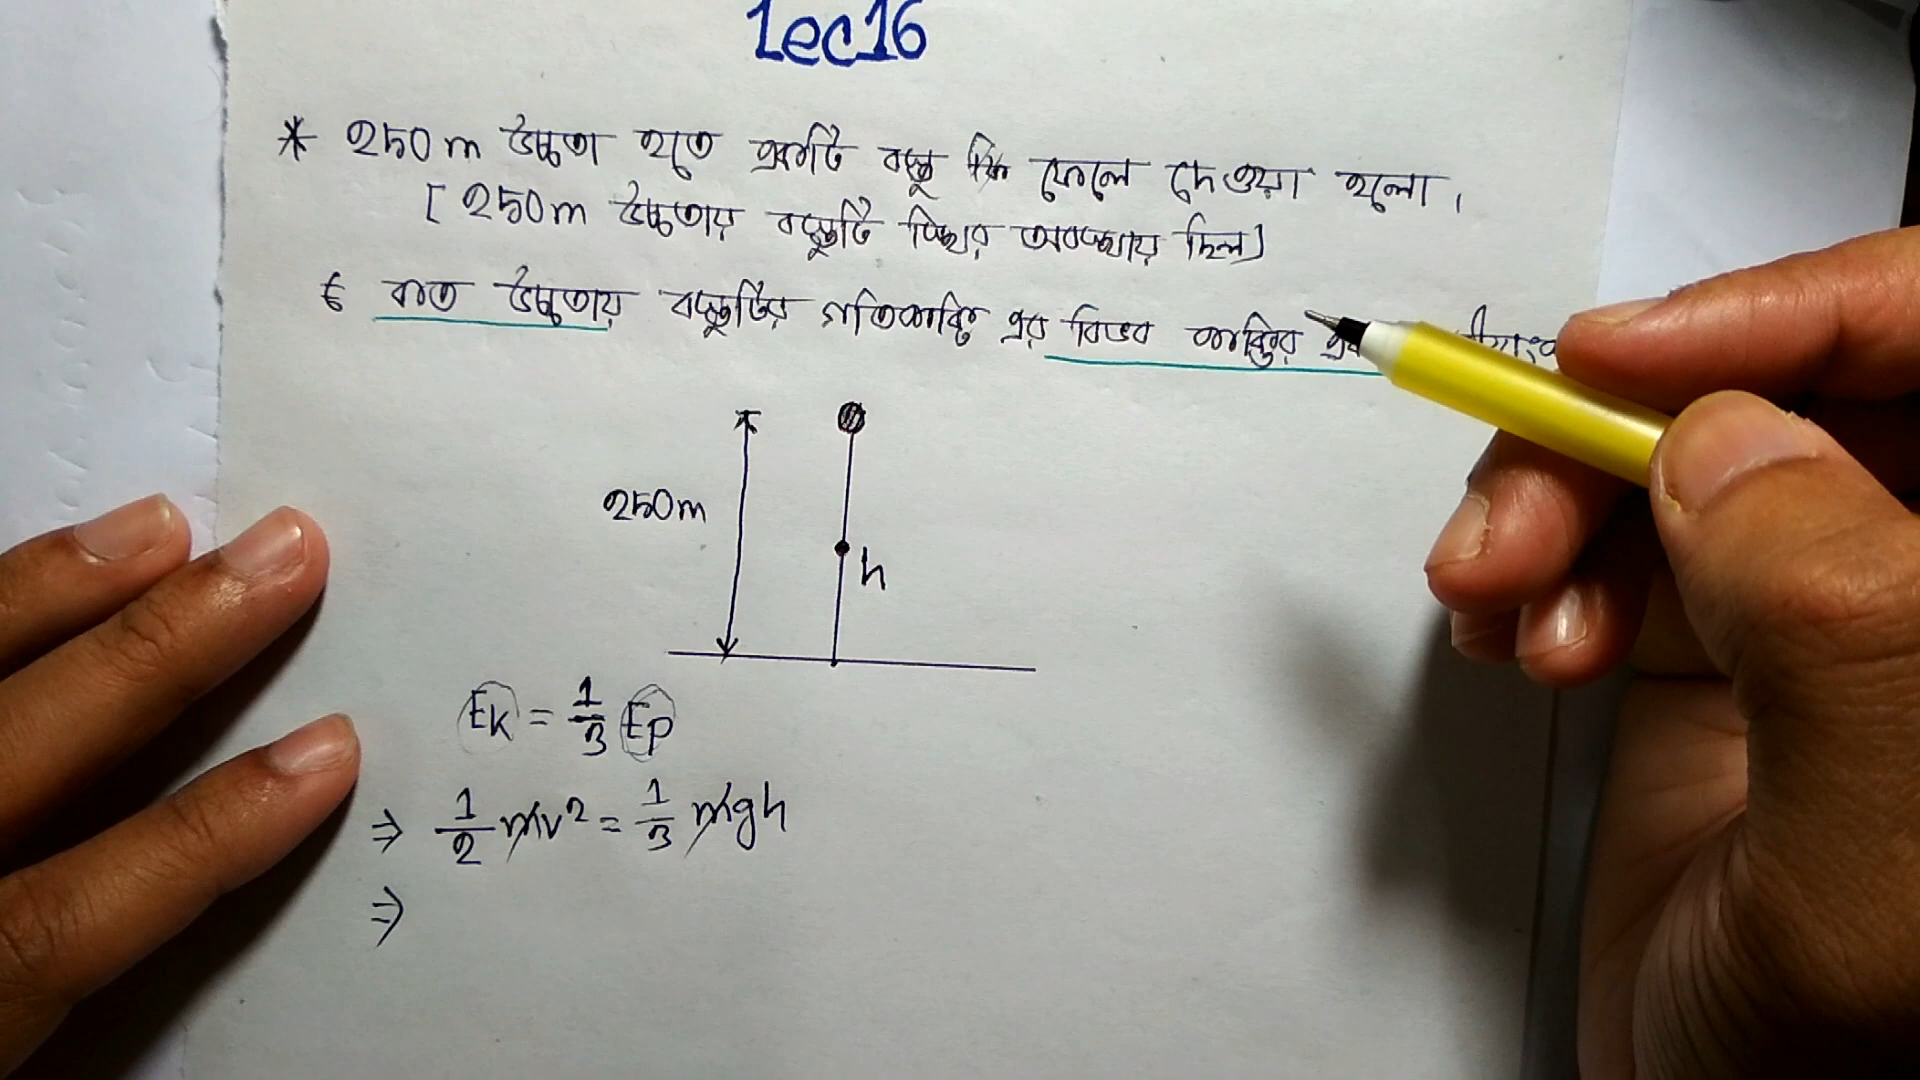 Lec16
* 250m উচ্চতা হতে একটি বস্তু ফেলে দেওয়া হলো।
[250m উচ্চতায় বস্তুটি স্থির অবস্থায় ছিল]
কত উচ্চতায় বস্তুটির গতিশক্তি এর বিভব শক্তির
250m
h
Ek = 1/3 Ep
⇒ 1/2 mv² = 1/3 mgh
⇒